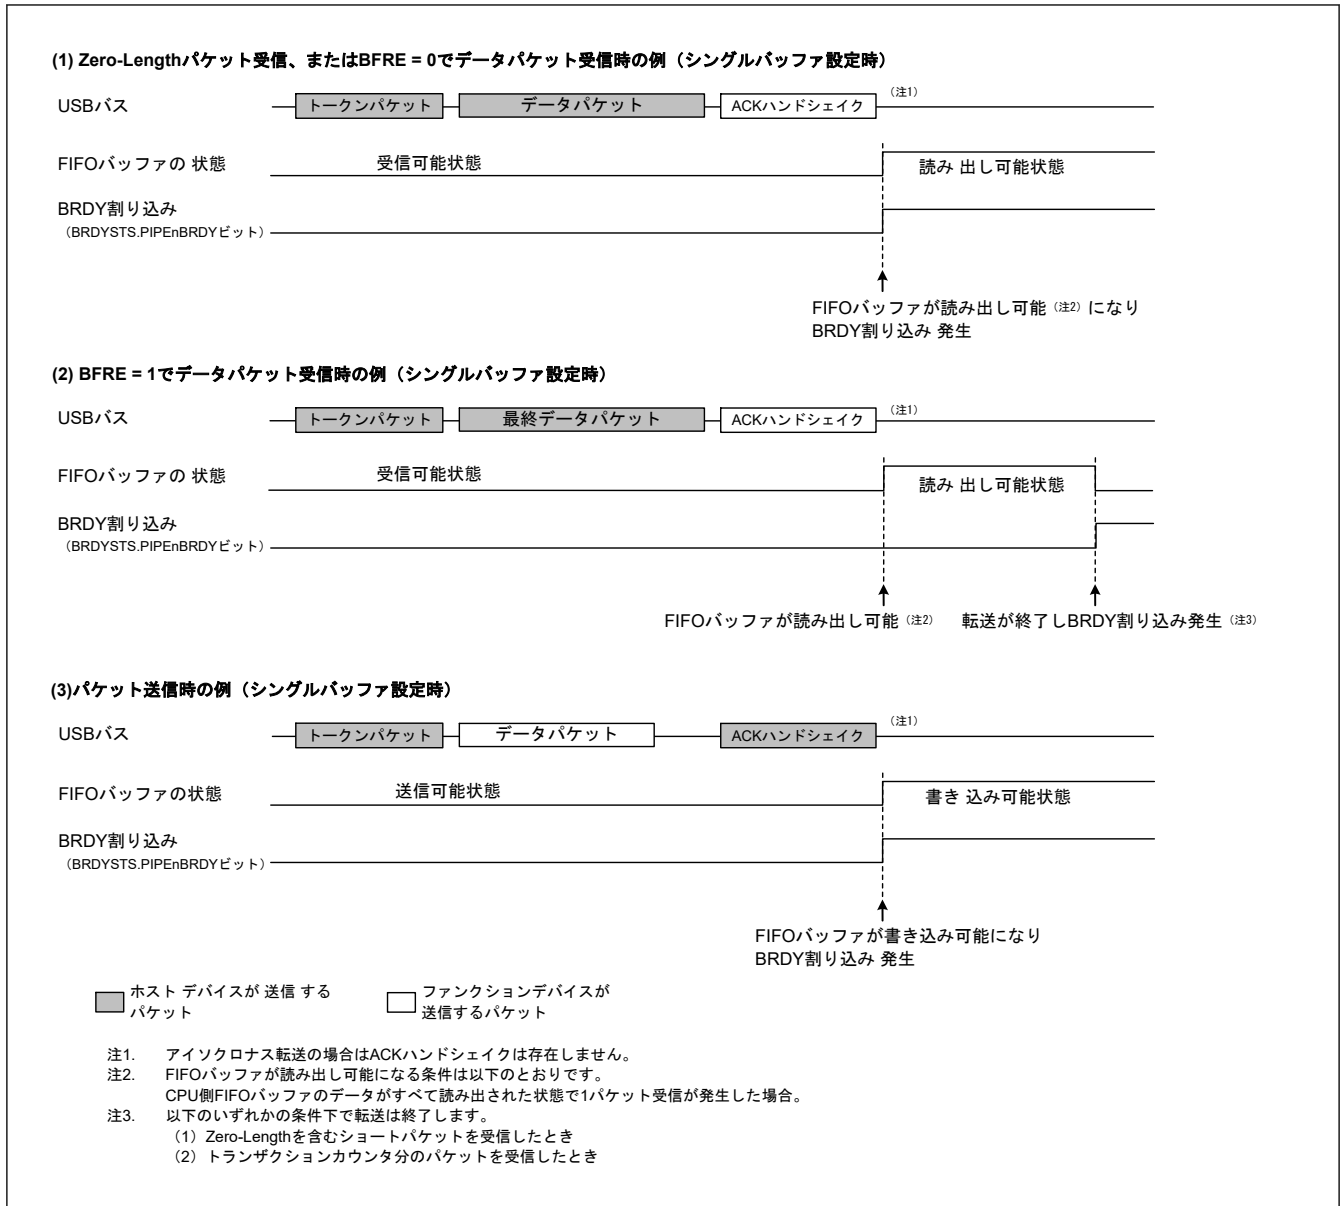 (1) Zero-Lengthパケット受信、またはBFRE = 0でデータパケット受信時の例（シングルバッファ設定時）
USBバス
トークンパケット
データパケット
ACKハンドシェイク
（注1）
FIFOバッファの 状態
受信可能状態
読み 出し可能状態
BRDY割り込み
（BRDYSTS.PIPEnBRDYビット）
FIFOバッファが読み出し可能（注2）になり
BRDY割り込み 発生
(2) BFRE = 1でデータパケット受信時の例（シングルバッファ設定時）
USBバス
トークンパケット
最終データパケット
ACKハンドシェイク
（注1）
FIFOバッファの 状態
受信可能状態
読み 出し可能状態
BRDY割り込み
（BRDYSTS.PIPEnBRDYビット）
FIFOバッファが読み出し可能（注2）
転送が終了しBRDY割り込み発生（注3）
(3)パケット送信時の例（シングルバッファ設定時）
USBバス
トークンパケット
データパケット
ACKハンドシェイク
（注1）
FIFOバッファの状態
送信可能状態
書き 込み可能状態
BRDY割り込み
（BRDYSTS.PIPEnBRDYビット）
FIFOバッファが書き込み可能になり
BRDY割り込み 発生
ホスト デバイスが 送信 する
パケット
ファンクションデバイスが
送信するパケット
注1. アイソクロナス転送の場合はACKハンドシェイクは存在しません。
注2. FIFOバッファが読み出し可能になる条件は以下のとおりです。
CPU側FIFOバッファのデータがすべて読み出された状態で1パケット受信が発生した場合。
注3. 以下のいずれかの条件下で転送は終了します。
（1）Zero-Lengthを含むショートパケットを受信したとき
（2）トランザクションカウンタ分のパケットを受信したとき